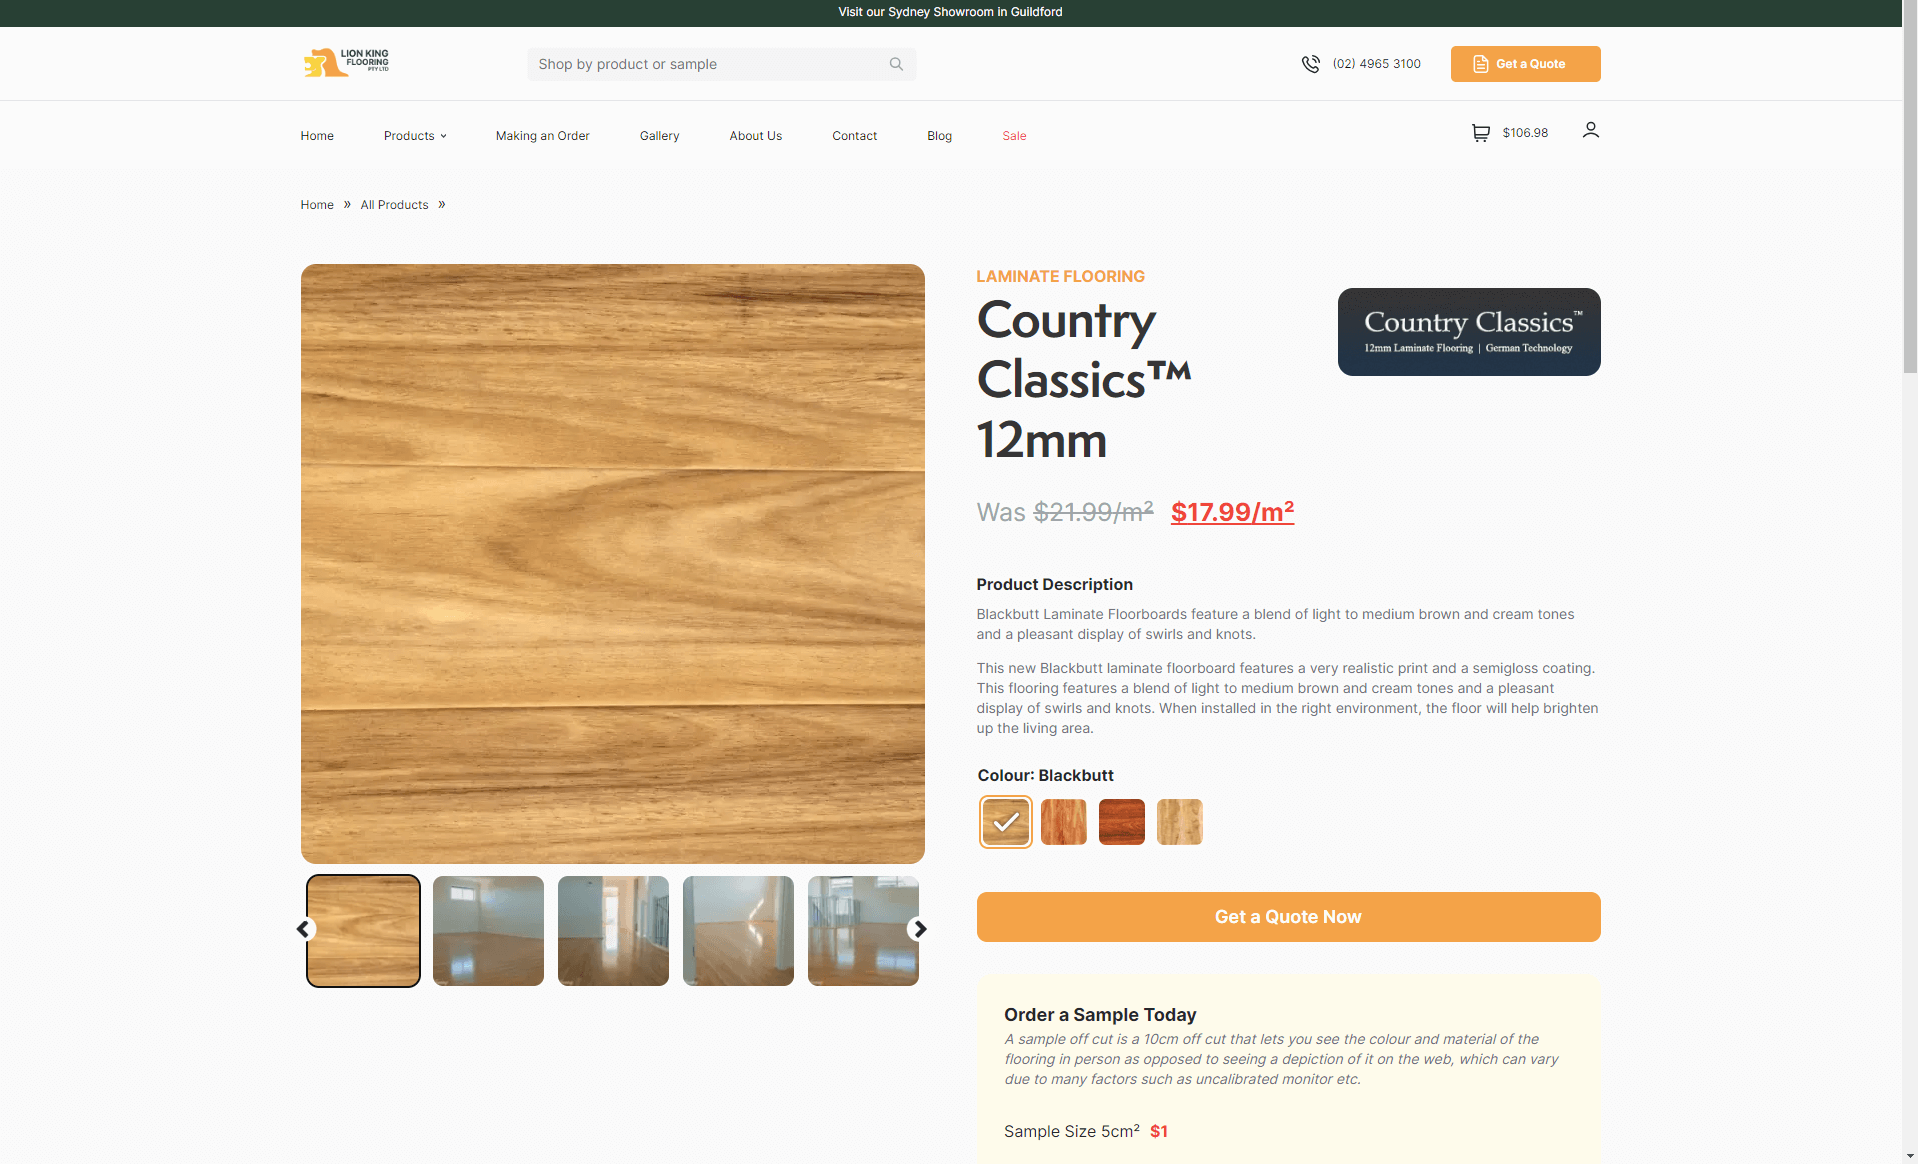 Visit our Sydney Showroom in Guildford
LION KING
FLOORING
PTY LTD
Shop by product or sample
(02) 4965 3100
Get a Quote
Home
Products
Making an Order
Gallery
About Us
Contact
Blog
Sale
$106.98
Home » All Products »
LAMINATE FLOORING
Country
Classics™
12mm
Country Classics™
12mm Laminate Flooring | German Technology
Was $21.99/m² $17.99/m²
Product Description
Blackbutt Laminate Floorboards feature a blend of light to medium brown and cream tones
and a pleasant display of swirls and knots.
This new Blackbutt laminate floorboard features a very realistic print and a semigloss coating.
This flooring features a blend of light to medium brown and cream tones and a pleasant
display of swirls and knots. When installed in the right environment, the floor will help brighten
up the living area.
Colour: Blackbutt
Get a Quote Now
Order a Sample Today
A sample off cut is a 10cm off cut that lets you see the colour and material of the
flooring in person as opposed to seeing a depiction of it on the web, which can vary
due to many factors such as uncalibrated monitor etc.
Sample Size 5cm² $1